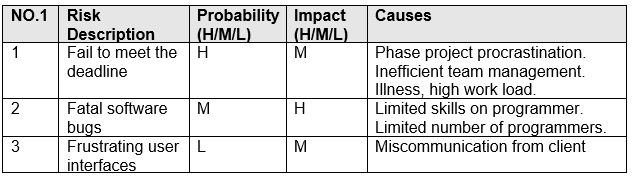 NO.1 Risk Description Probability (H/M/L) Impact (H/M/L) Causes
1 Fail to meet the deadline H M Phase project procrastination.
Inefficient team management.
Illness, high work load.
2 Fatal software bugs M H Limited skills on programmer.
Limited number of programmers.
3 Frustrating user interfaces L M Miscommunication from client